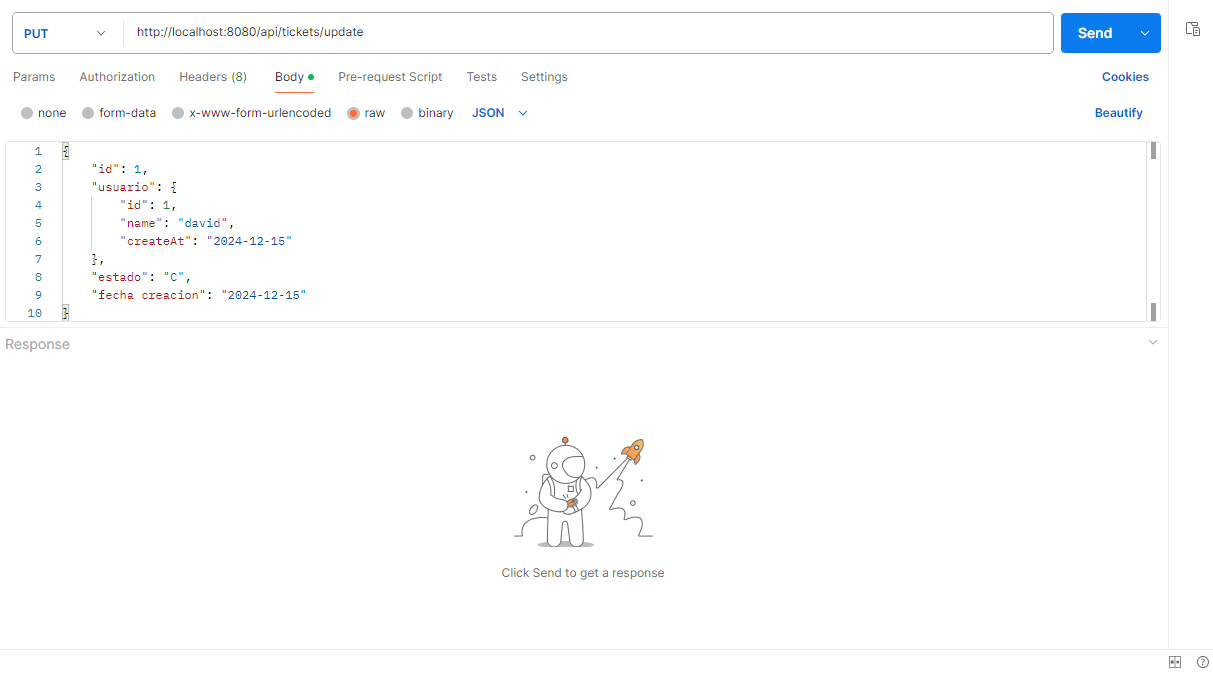 PUT http://localhost:8080/api/tickets/update Send
Params Authorization Headers (8) Body Pre-request Script Tests Settings Cookies
none form-data x-www-form-urlencoded raw binary JSON Beautify
1 {
2 "id": 1,
3 "usuario": {
4 "id": 1,
5 "name": "david",
6 "createAt": "2024-12-15"
7 },
8 "estado": "C",
9 "fecha creacion": "2024-12-15"
10 }
Response
Click Send to get a response